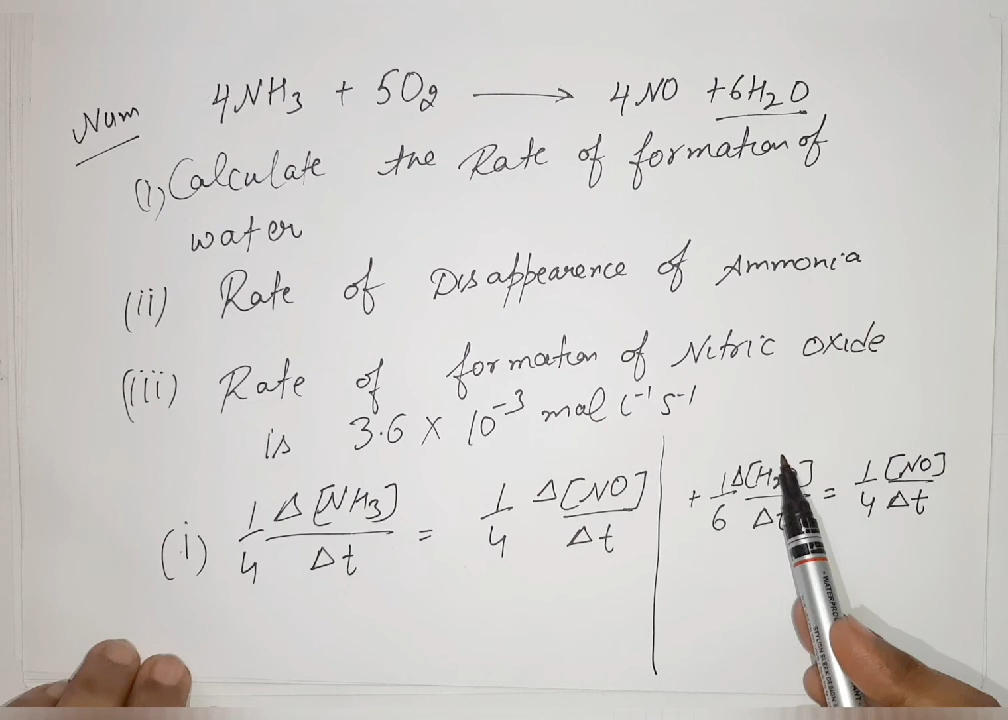 Num 4NH3 + 5O2 ⟶ 4NO + 6H2O
(i) Calculate the Rate of formation of
water
(ii) Rate of Disappearence of Ammonia
(iii) Rate of formation of Nitric oxide
is 3.6 X 10⁻³ mol L⁻¹ s⁻¹
(i) 1/4 Δ[NH3]/Δt = 1/4 Δ[NO]/Δt | + 1/6 Δ[H2O]/Δt = 1/4 [NO]/Δt
WATERPRO